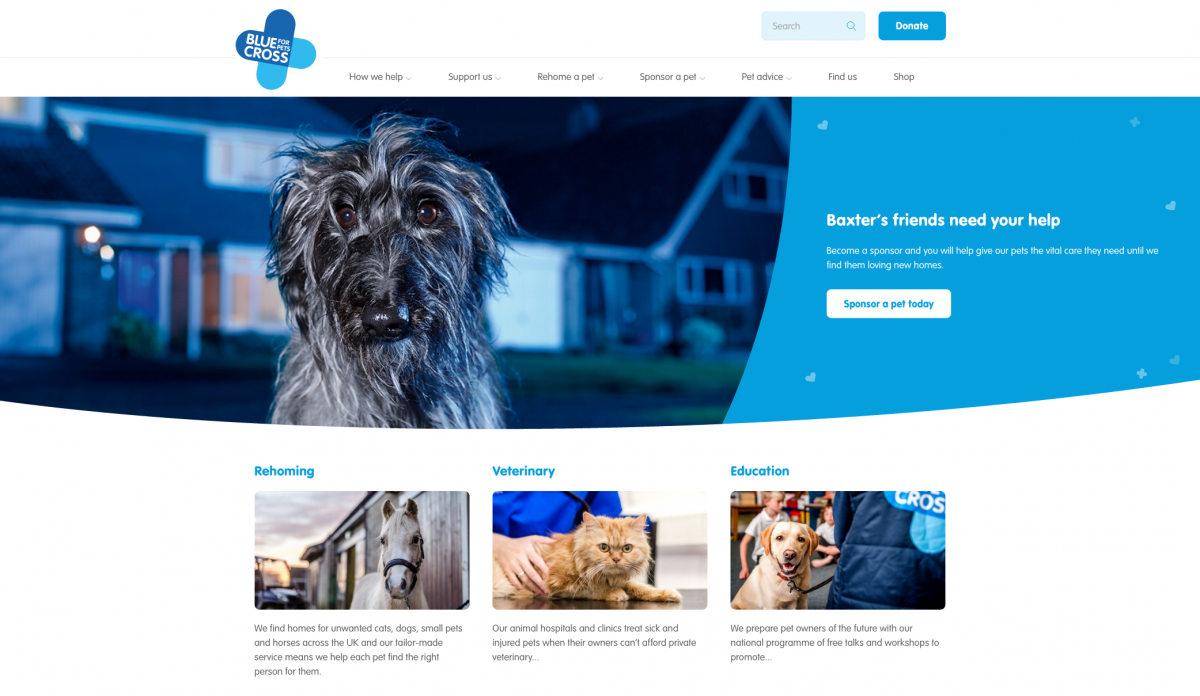 BLUE FOR
PETS
CROSS
Search
Donate
How we help
Support us
Rehome a pet
Sponsor a pet
Pet advice
Find us
Shop
Baxter's friends need your help
Become a sponsor and you will help give our pets the vital care they need until we
find them loving new homes.
Sponsor a pet today
Rehoming
Veterinary
Education
CROS
We find homes for unwanted cats, dogs, small pets
and horses across the UK and our tailor-made
service means we help each pet find the right
person for them.
Our animal hospitals and clinics treat sick and
injured pets when their owners can't afford private
veterinary...
We prepare pet owners of the future with our
national programme of free talks and workshops to
promote...